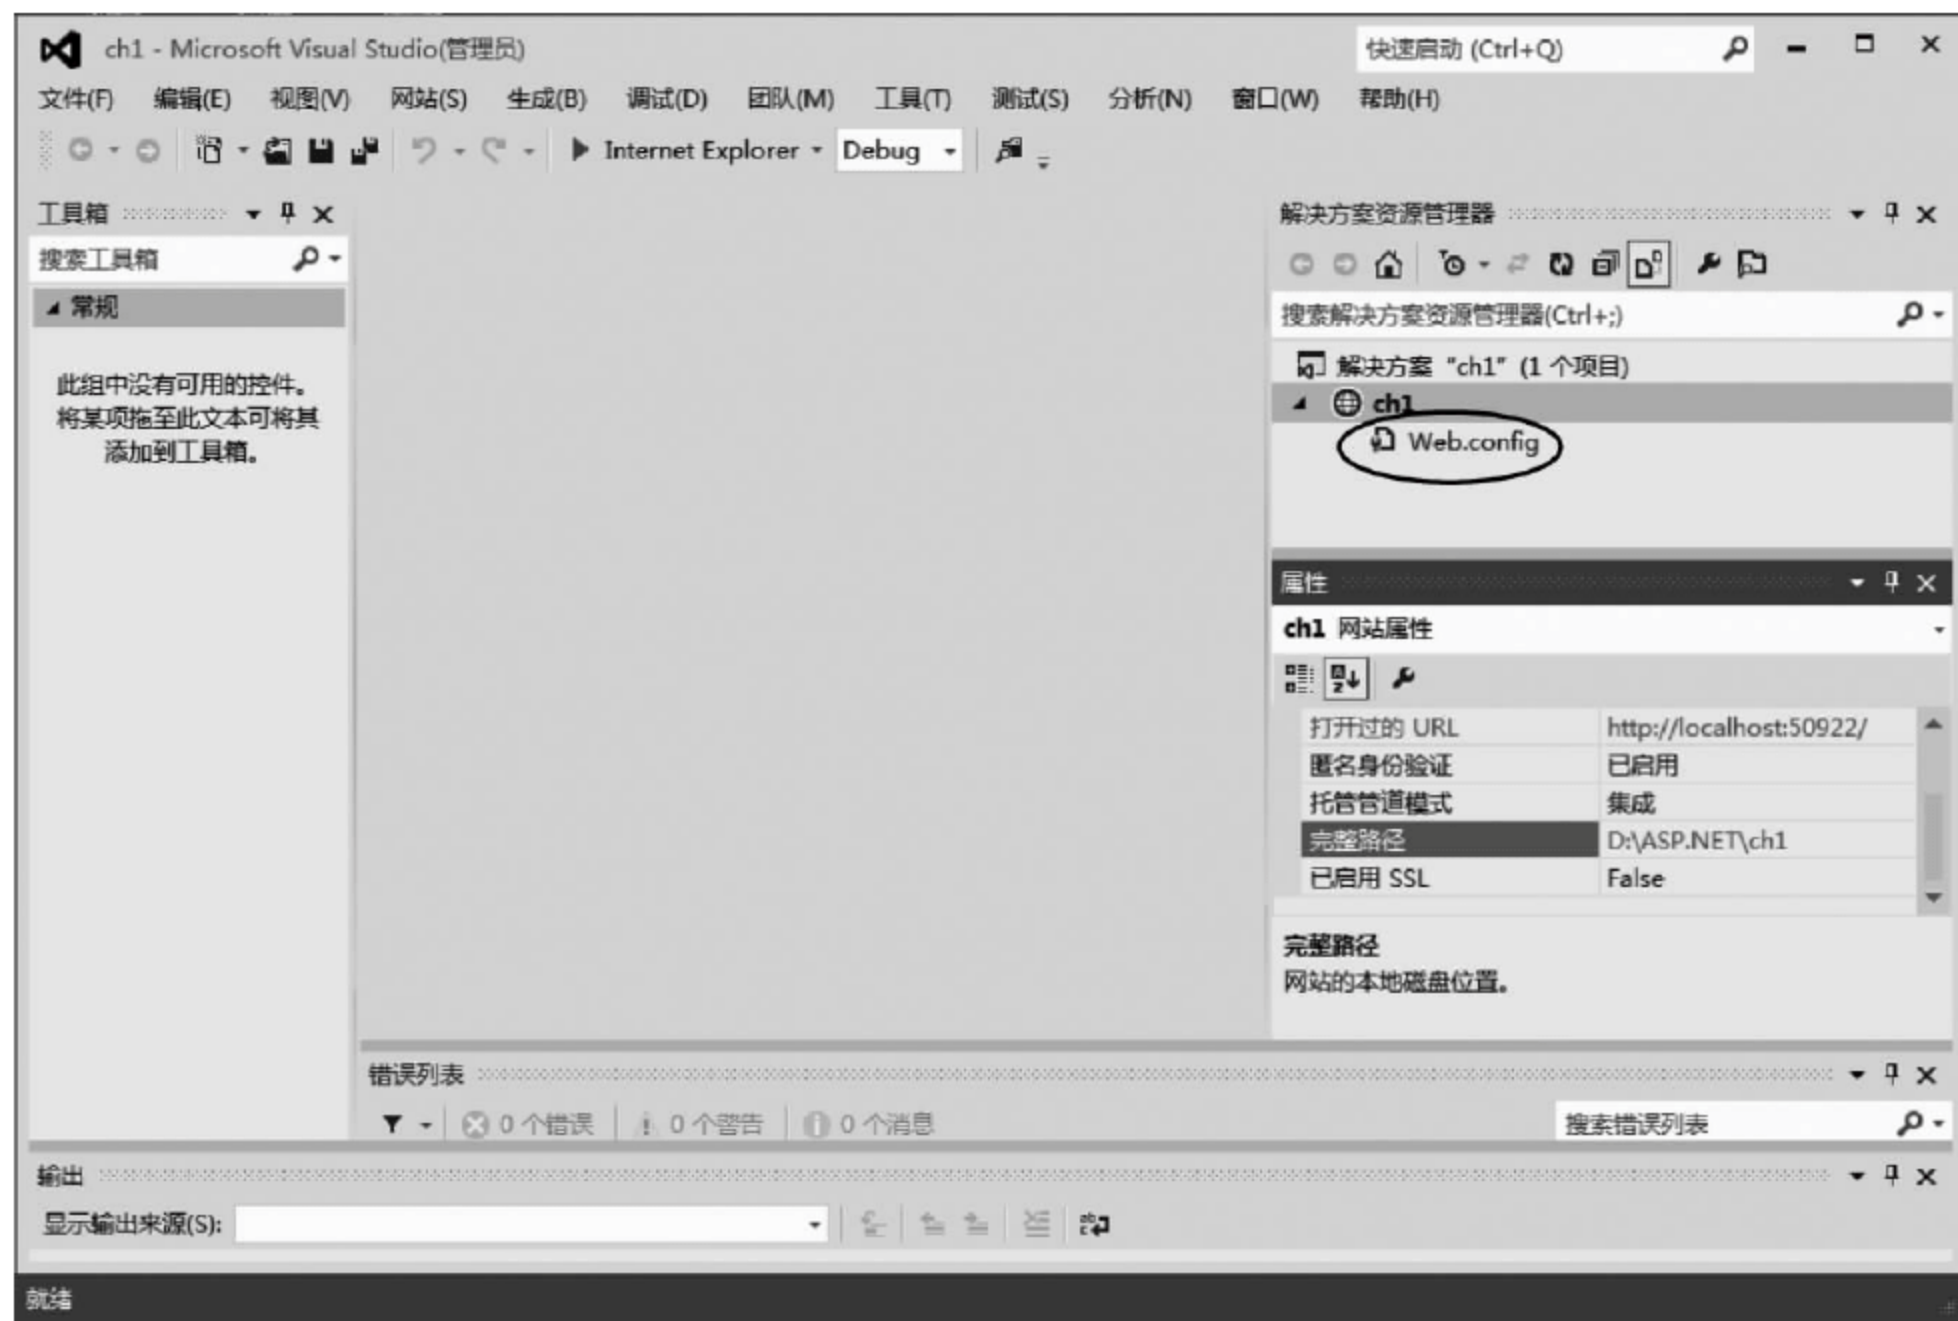 ch1 - Microsoft Visual Studio(管理员)
快速启动 (Ctrl+Q)
文件(F) 编辑(E) 视图(V) 网站(S) 生成(B) 调试(D) 团队(M) 工具(T) 测试(S) 分析(N) 窗口(W) 帮助(H)
Internet Explorer Debug
工具箱
搜索工具箱
常规
此组中没有可用的控件。
将某项拖至此文本可将其
添加到工具箱。
解决方案资源管理器
搜索解决方案资源管理器(Ctrl+;)
解决方案 "ch1" (1 个项目)
ch1
Web.config
属性
ch1 网站属性
打开过的 URL http://localhost:50922/
匿名身份验证 已启用
托管管道模式 集成
完整路径 D:\ASP.NET\ch1
已启用 SSL False
完整路径
网站的本地磁盘位置。
错误列表
0 个错误 0 个警告 0 个消息
搜索错误列表
输出
显示输出来源(S):
就绪